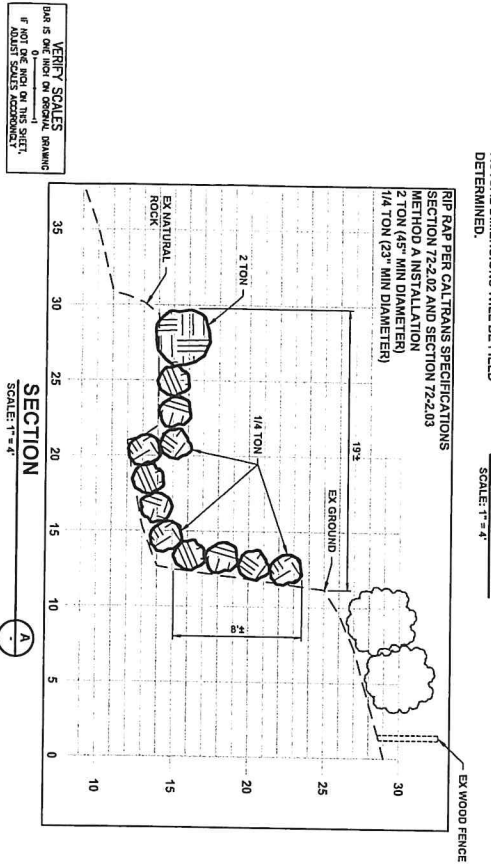 DETERMINED.
SCALE: 1" = 4'
RIP RAP PER CALTRANS SPECIFICATIONS
SECTION 72-2.02 AND SECTION 72-2.03
METHOD A INSTALLATION
2 TON (45" MIN DIAMETER)
1/4 TON (23" MIN DIAMETER)
19'±
EX WOOD FENCE
EX GROUND
2 TON
1/4 TON
8'±
EX NATURAL
ROCK
30
25
20
15
10
35
30
25
20
15
10
5
0
SECTION
SCALE: 1" = 4'
A
-
VERIFY SCALES
BAR IS ONE INCH ON ORIGINAL DRAWING
0 1
IF NOT ONE INCH ON THIS SHEET,
ADJUST SCALES ACCORDINGLY